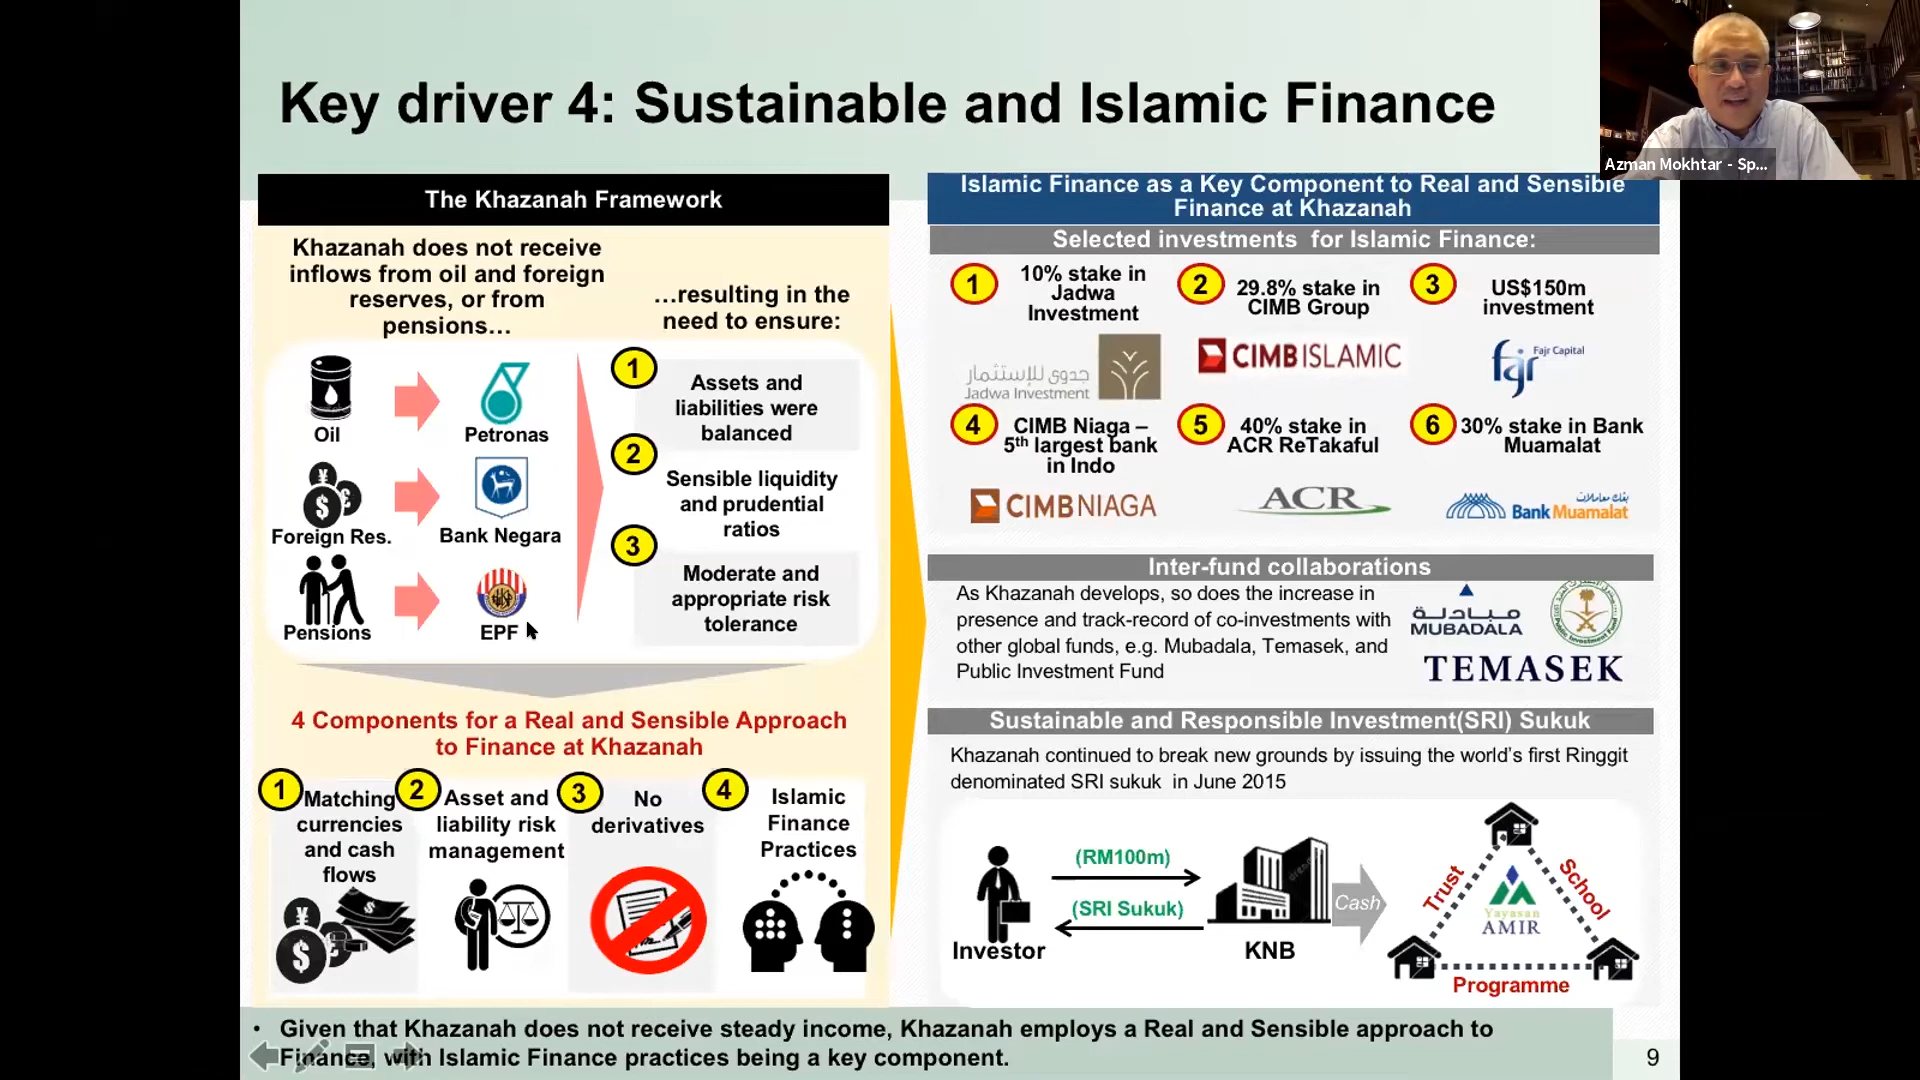 Key driver 4: Sustainable and Islamic Finance
Azman Mokhtar - Sp...
The Khazanah Framework
Khazanah does not receive
inflows from oil and foreign
reserves, or from
pensions…
…resulting in the
need to ensure:
Oil
Petronas
Foreign Res.
Bank Negara
Pensions
EPF
1
Assets and
liabilities were
balanced
2
Sensible liquidity
and prudential
ratios
3
Moderate and
appropriate risk
tolerance
4 Components for a Real and Sensible Approach
to Finance at Khazanah
1
Matching
currencies
and cash
flows
2
Asset and
liability risk
management
3
No
derivatives
4
Islamic
Finance
Practices
Islamic Finance as a Key Component to Real and Sensible
Finance at Khazanah
Selected investments for Islamic Finance:
1
10% stake in
Jadwa
Investment
جدوى للإستثمار
Jadwa Investment
2
29.8% stake in
CIMB Group
CIMB ISLAMIC
3
US$150m
investment
fajr
Fajr Capital
4
CIMB Niaga –
5th largest bank
in Indo
CIMB NIAGA
5
40% stake in
ACR ReTakaful
ACR
6
30% stake in Bank
Muamalat
بنك معاملات
Bank Muamalat
Inter-fund collaborations
As Khazanah develops, so does the increase in
presence and track-record of co-investments with
other global funds, e.g. Mubadala, Temasek, and
Public Investment Fund
مبادلة
MUBADALA
TEMASEK
Sustainable and Responsible Investment(SRI) Sukuk
Khazanah continued to break new grounds by issuing the world's first Ringgit
denominated SRI sukuk in June 2015
(RM100m)
(SRI Sukuk)
Investor
KNB
Cash
Trust
School
Yayasan
AMIR
Programme
• Given that Khazanah does not receive steady income, Khazanah employs a Real and Sensible approach to
Finance, with Islamic Finance practices being a key component.
9